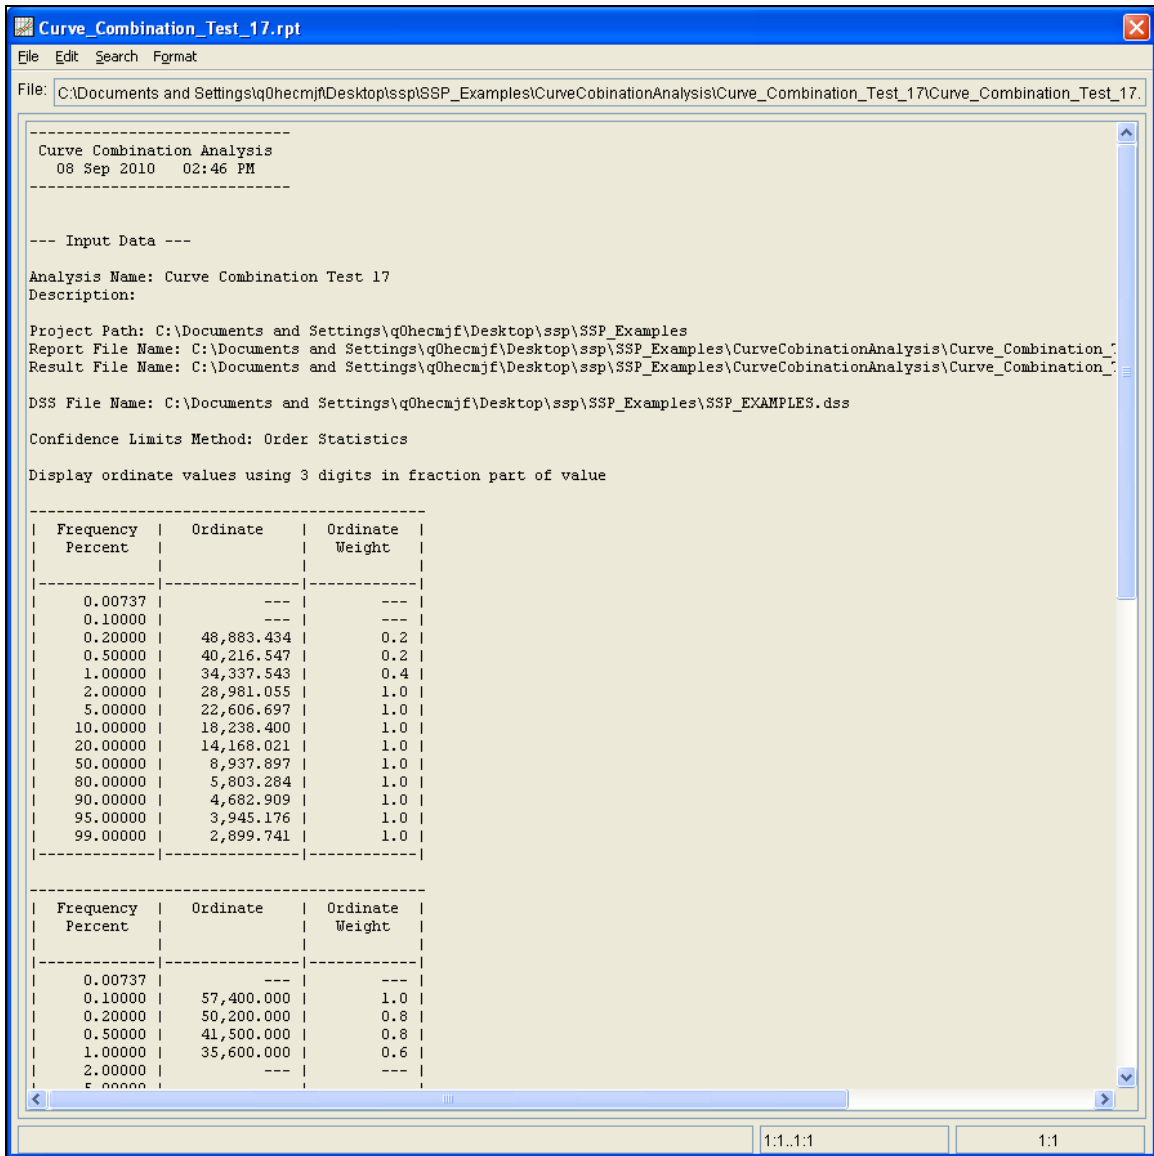 Curve_Combination_Test_17.rpt
File Edit Search Format
File: C:\Documents and Settings\q0hecmjf\Desktop\ssp\SSP_Examples\CurveCobinationAnalysis\Curve_Combination_Test_17\Curve_Combination_Test_17.
-----------------------------
Curve Combination Analysis
08 Sep 2010   02:46 PM
-----------------------------
--- Input Data ---
Analysis Name: Curve Combination Test 17
Description:
Project Path: C:\Documents and Settings\q0hecmjf\Desktop\ssp\SSP_Examples
Report File Name: C:\Documents and Settings\q0hecmjf\Desktop\ssp\SSP_Examples\CurveCobinationAnalysis\Curve_Combination_
Result File Name: C:\Documents and Settings\q0hecmjf\Desktop\ssp\SSP_Examples\CurveCobinationAnalysis\Curve_Combination_
DSS File Name: C:\Documents and Settings\q0hecmjf\Desktop\ssp\SSP_Examples\SSP_EXAMPLES.dss
Confidence Limits Method: Order Statistics
Display ordinate values using 3 digits in fraction part of value
--------------------------------------------
| Frequency | Ordinate | Ordinate |
| Percent | | Weight |
| | | |
|-------------|---------------|------------|
| 0.00737 | --- | --- |
| 0.10000 | --- | --- |
| 0.20000 | 48,883.434 | 0.2 |
| 0.50000 | 40,216.547 | 0.2 |
| 1.00000 | 34,337.543 | 0.4 |
| 2.00000 | 28,981.055 | 1.0 |
| 5.00000 | 22,606.697 | 1.0 |
| 10.00000 | 18,238.400 | 1.0 |
| 20.00000 | 14,168.021 | 1.0 |
| 50.00000 | 8,937.897 | 1.0 |
| 80.00000 | 5,803.284 | 1.0 |
| 90.00000 | 4,682.909 | 1.0 |
| 95.00000 | 3,945.176 | 1.0 |
| 99.00000 | 2,899.741 | 1.0 |
|-------------|---------------|------------|
--------------------------------------------
| Frequency | Ordinate | Ordinate |
| Percent | | Weight |
| | | |
|-------------|---------------|------------|
| 0.00737 | --- | --- |
| 0.10000 | 57,400.000 | 1.0 |
| 0.20000 | 50,200.000 | 0.8 |
| 0.50000 | 41,500.000 | 0.8 |
| 1.00000 | 35,600.000 | 0.6 |
| 2.00000 | --- | --- |
1:1..1:1
1:1